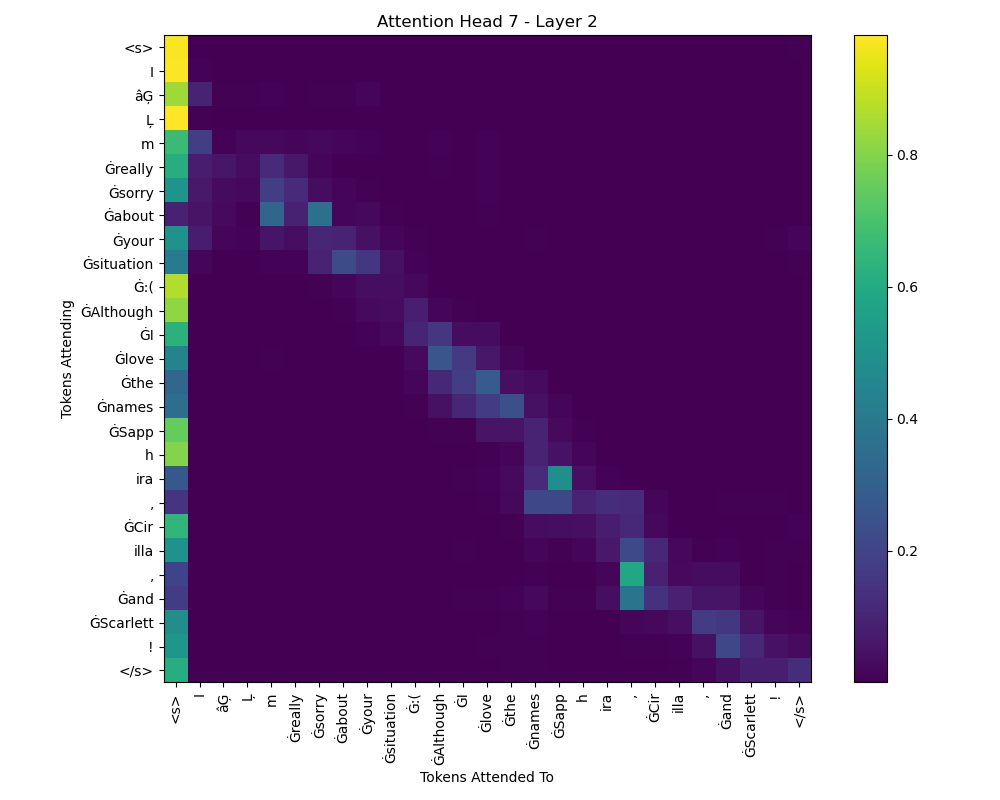 Attention Head 7 - Layer 2
Tokens Attending
<s>
I
âĢ
Ļ
m
Ġreally
Ġsorry
Ġabout
Ġyour
Ġsituation
Ġ:(
ĠAlthough
ĠI
Ġlove
Ġthe
Ġnames
ĠSapp
h
ira
,
ĠCir
illa
,
Ġand
ĠScarlett
!
</s>
<s>
I
âĢ
Ļ
m
Ġreally
Ġsorry
Ġabout
Ġyour
Ġsituation
Ġ:(
ĠAlthough
ĠI
Ġlove
Ġthe
Ġnames
ĠSapp
h
ira
,
ĠCir
illa
,
Ġand
ĠScarlett
!
</s>
Tokens Attended To
0.8
0.6
0.4
0.2